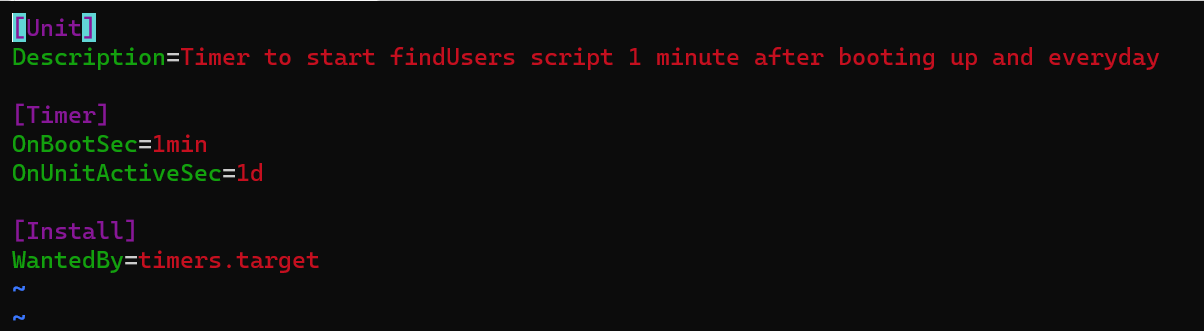 [Unit]
Description=Timer to start findUsers script 1 minute after booting up and everyday
[Timer]
OnBootSec=1min
OnUnitActiveSec=1d
[Install]
WantedBy=timers.target
~
~